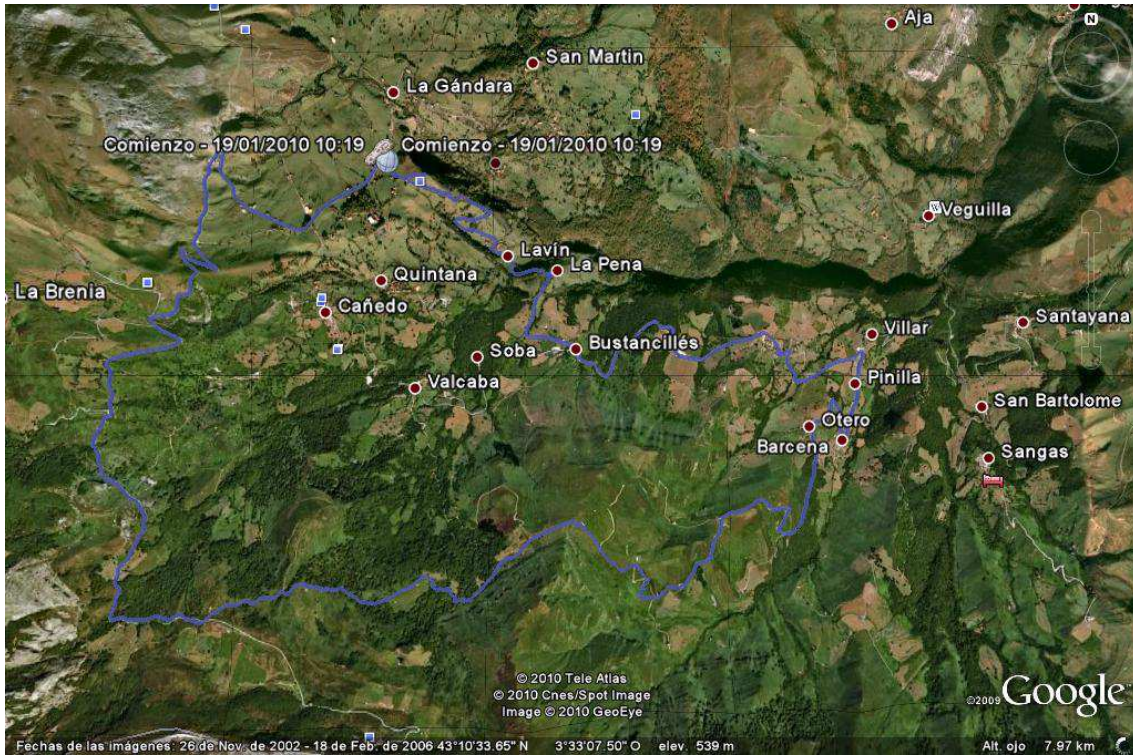 Aja
N
San Martin
La Gándara
Comienzo - 19/01/2010 10:19
Comienzo - 19/01/2010 10:19
Veguilla
Lavín
La Pena
Quintana
La Brenia
Cañedo
Santayana
Villar
Bustancillés
Soba
Pinilla
Valcaba
San Bartolome
Otero
Barcena
Sangas
© 2010 Tele Atlas
© 2010 Cnes/Spot Image
Image © 2010 GeoEye
©2009 Google
Fechas de las imágenes: 26 de Nov, de 2002 - 18 de Feb, de 2006 43°10'33.65" N 3°33'07.50" O elev. 539 m Alt. ojo 7.97 km